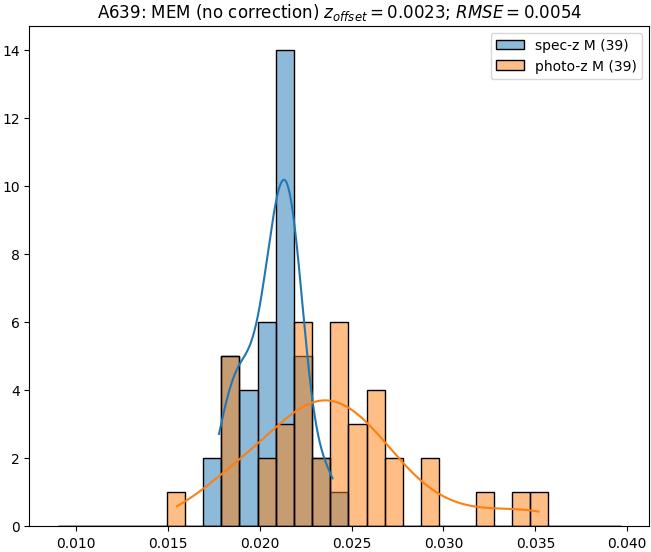 A639: MEM (no correction) z_offset = 0.0023; RMSE = 0.0054
spec-z M (39)
photo-z M (39)
14
12
10
8
6
4
2
0
0.010 0.015 0.020 0.025 0.030 0.035 0.040